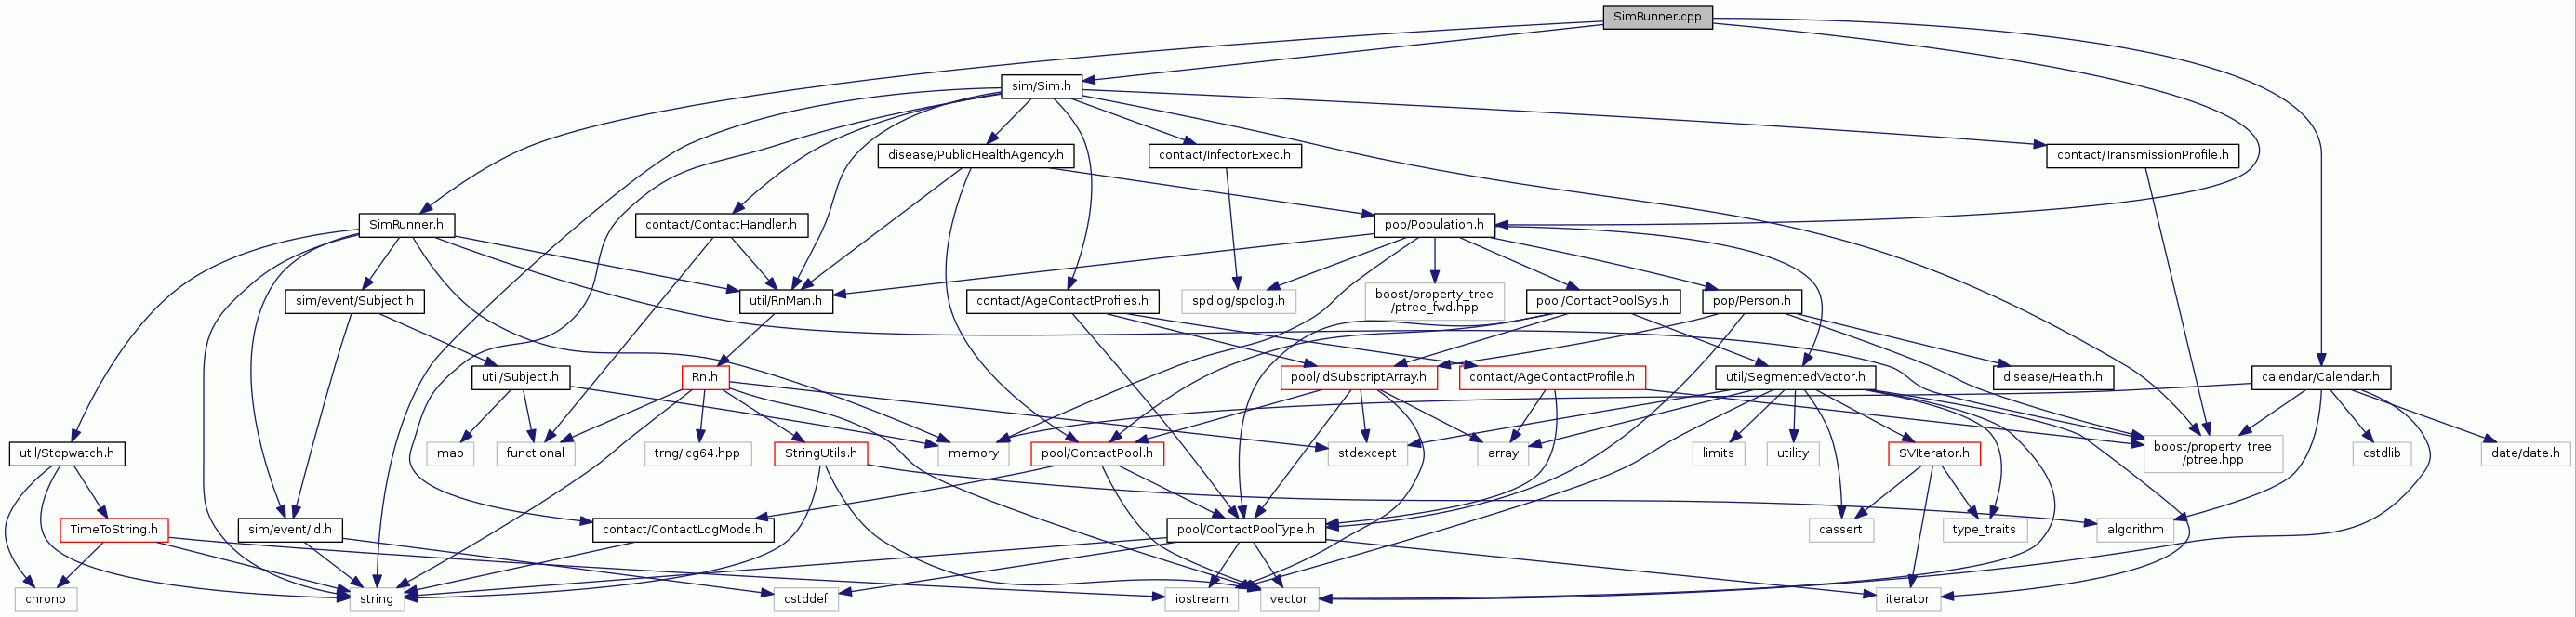 SimRunner.cpp
sim/Sim.h
disease/PublicHealthAgency.h
contact/InfectorExec.h
contact/TransmissionProfile.h
SimRunner.h
contact/ContactHandler.h
pop/Population.h
sim/event/Subject.h
util/RnMan.h
contact/AgeContactProfiles.h
spdlog/spdlog.h
boost/property_tree
/ptree_fwd.hpp
pool/ContactPoolSys.h
pop/Person.h
util/Subject.h
Rn.h
pool/IdSubscriptArray.h
contact/AgeContactProfile.h
util/SegmentedVector.h
disease/Health.h
calendar/Calendar.h
util/Stopwatch.h
map
functional
trng/lcg64.hpp
StringUtils.h
memory
pool/ContactPool.h
stdexcept
array
limits
utility
SVIterator.h
boost/property_tree
/ptree.hpp
cstdlib
date/date.h
TimeToString.h
sim/event/Id.h
contact/ContactLogMode.h
pool/ContactPoolType.h
cassert
type_traits
algorithm
chrono
string
cstddef
iostream
vector
iterator